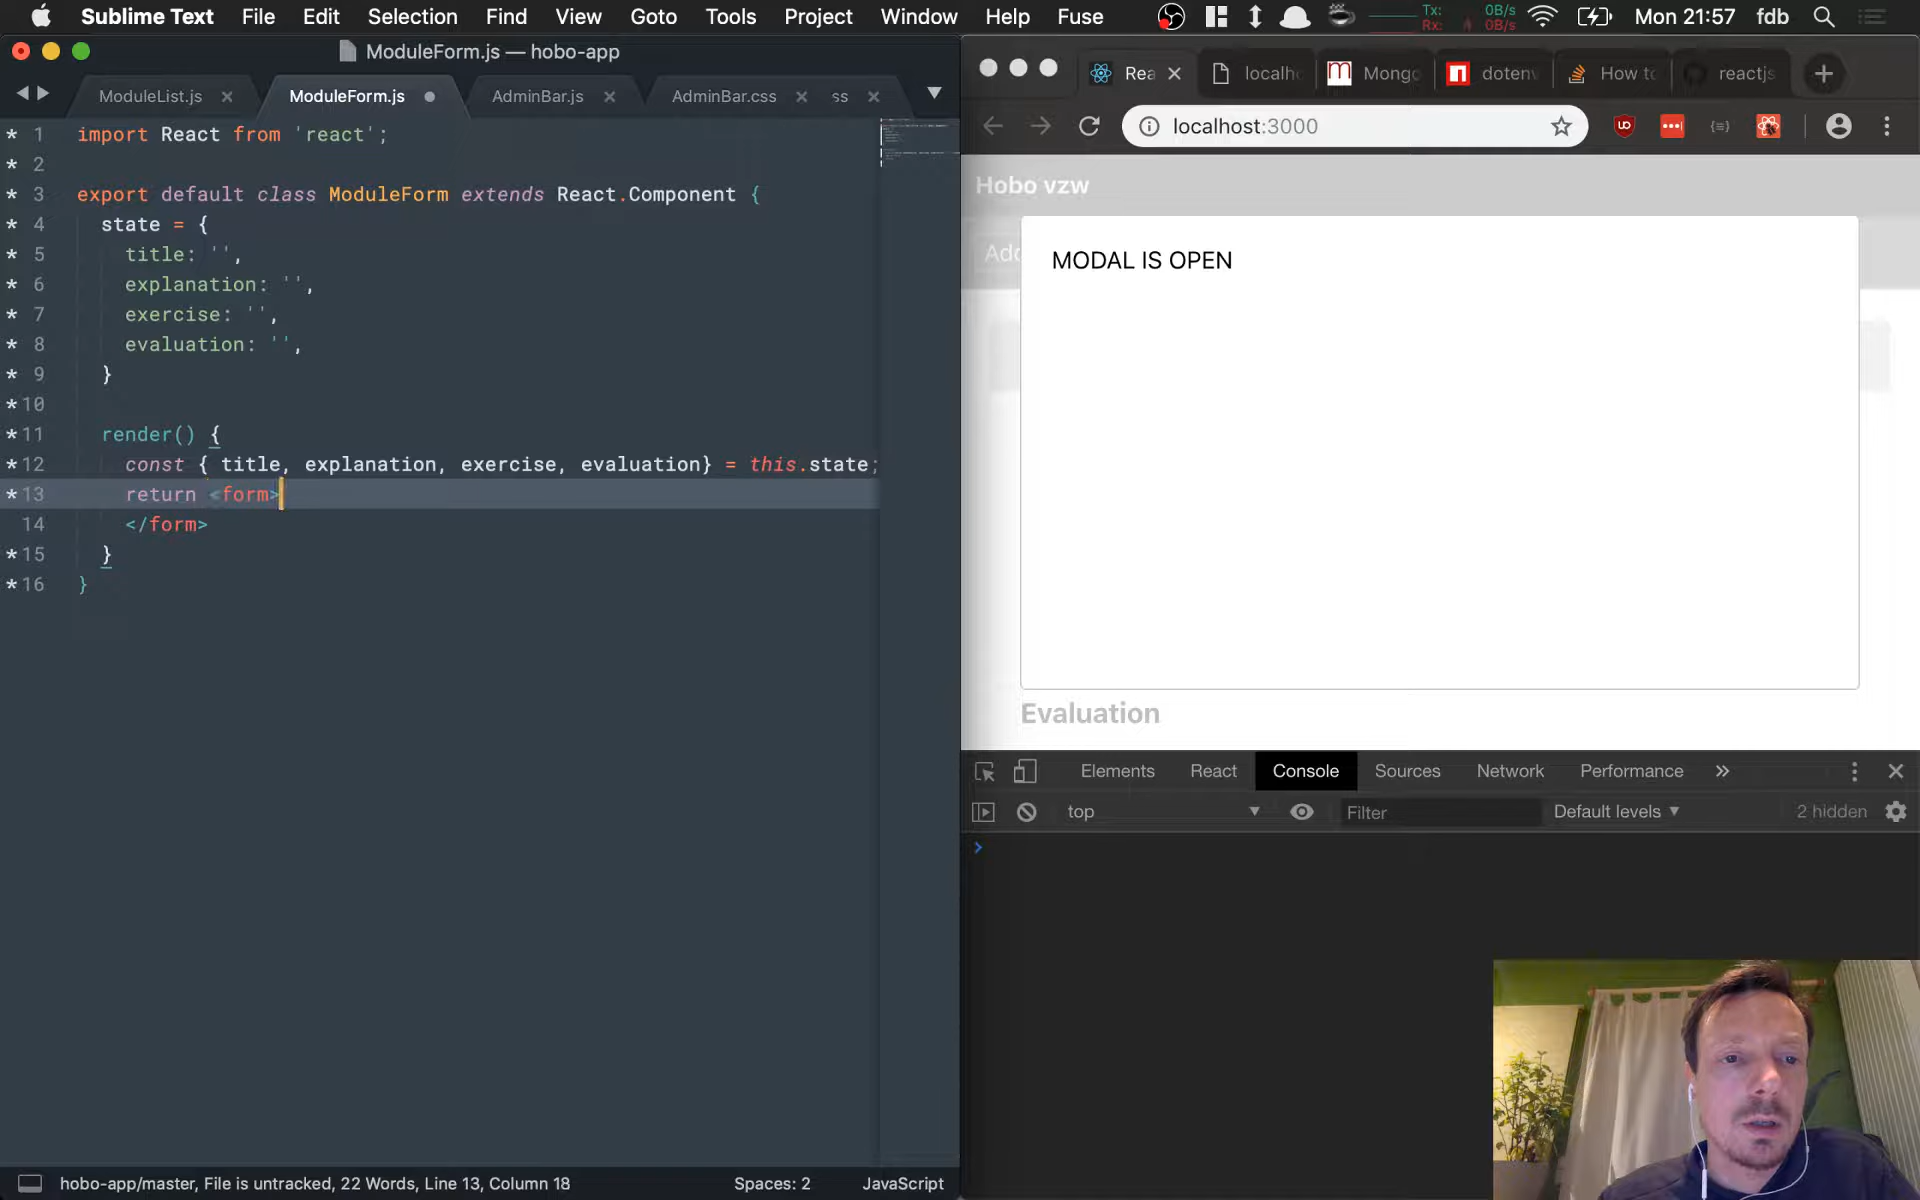 Sublime Text File Edit Selection Find View Goto Tools Project Window Help Fuse Tx: Rx: 0B/s 0B/s Mon 21:57 fdb
ModuleForm.js — hobo-app
ModuleList.js ModuleForm.js AdminBar.js AdminBar.css ss
1 import React from 'react';
2
3 export default class ModuleForm extends React.Component {
4 state = {
5 title: '',
6 explanation: '',
7 exercise: '',
8 evaluation: '',
9 }
10
11 render() {
12 const { title, explanation, exercise, evaluation} = this.state;
13 return <form>
14 </form>
15 }
16 }
hobo-app/master, File is untracked, 22 Words, Line 13, Column 18 Spaces: 2 JavaScript
Rea localho Mongo doten How to reactjs
localhost:3000
Hobo vzw
Add
MODAL IS OPEN
Evaluation
Elements React Console Sources Network Performance
top Filter Default levels 2 hidden